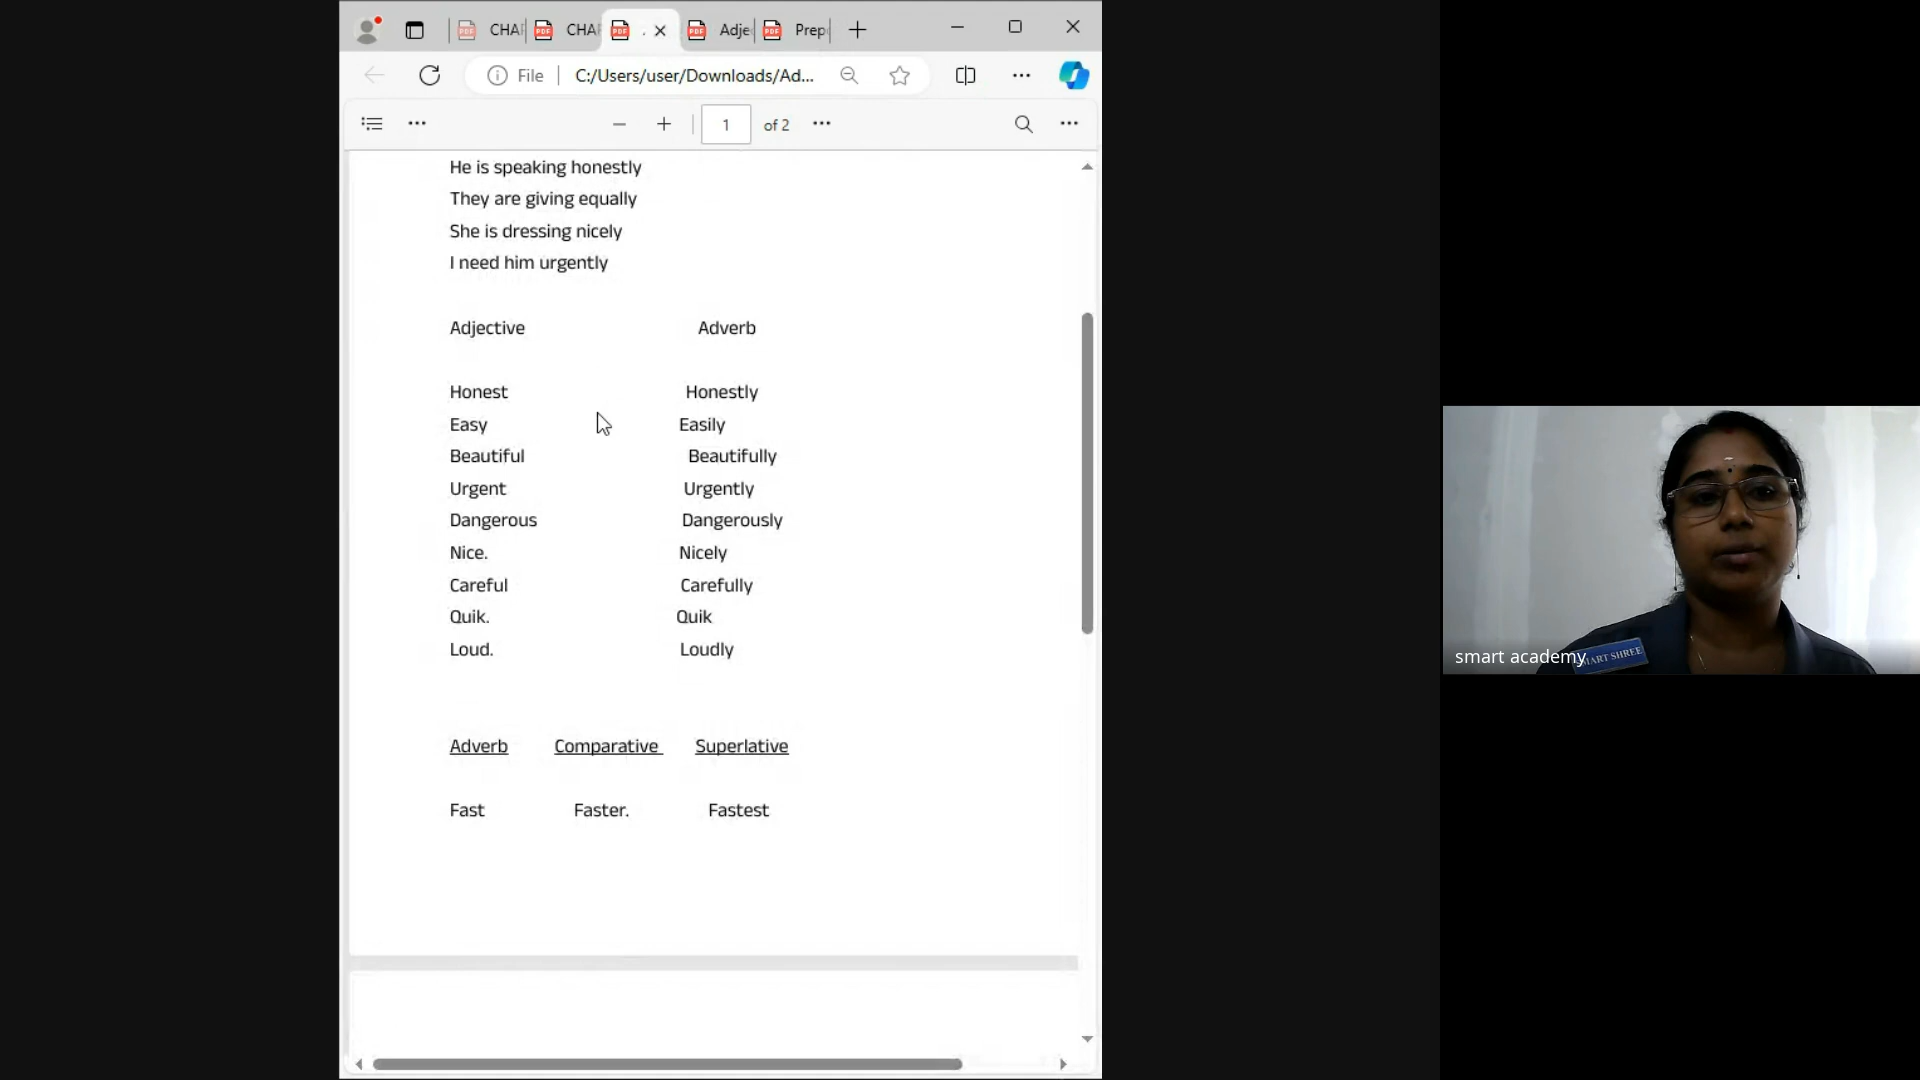 CHA
CHA
Adje
Prep
File
C:/Users/user/Downloads/Ad...
1 of 2
He is speaking honestly
They are giving equally
She is dressing nicely
I need him urgently
Adjective Adverb
Honest Honestly
Easy Easily
Beautiful Beautifully
Urgent Urgently
Dangerous Dangerously
Nice. Nicely
Careful Carefully
Quik. Quik
Loud. Loudly
Adverb Comparative Superlative
Fast Faster. Fastest
smart academy
MART SHREE